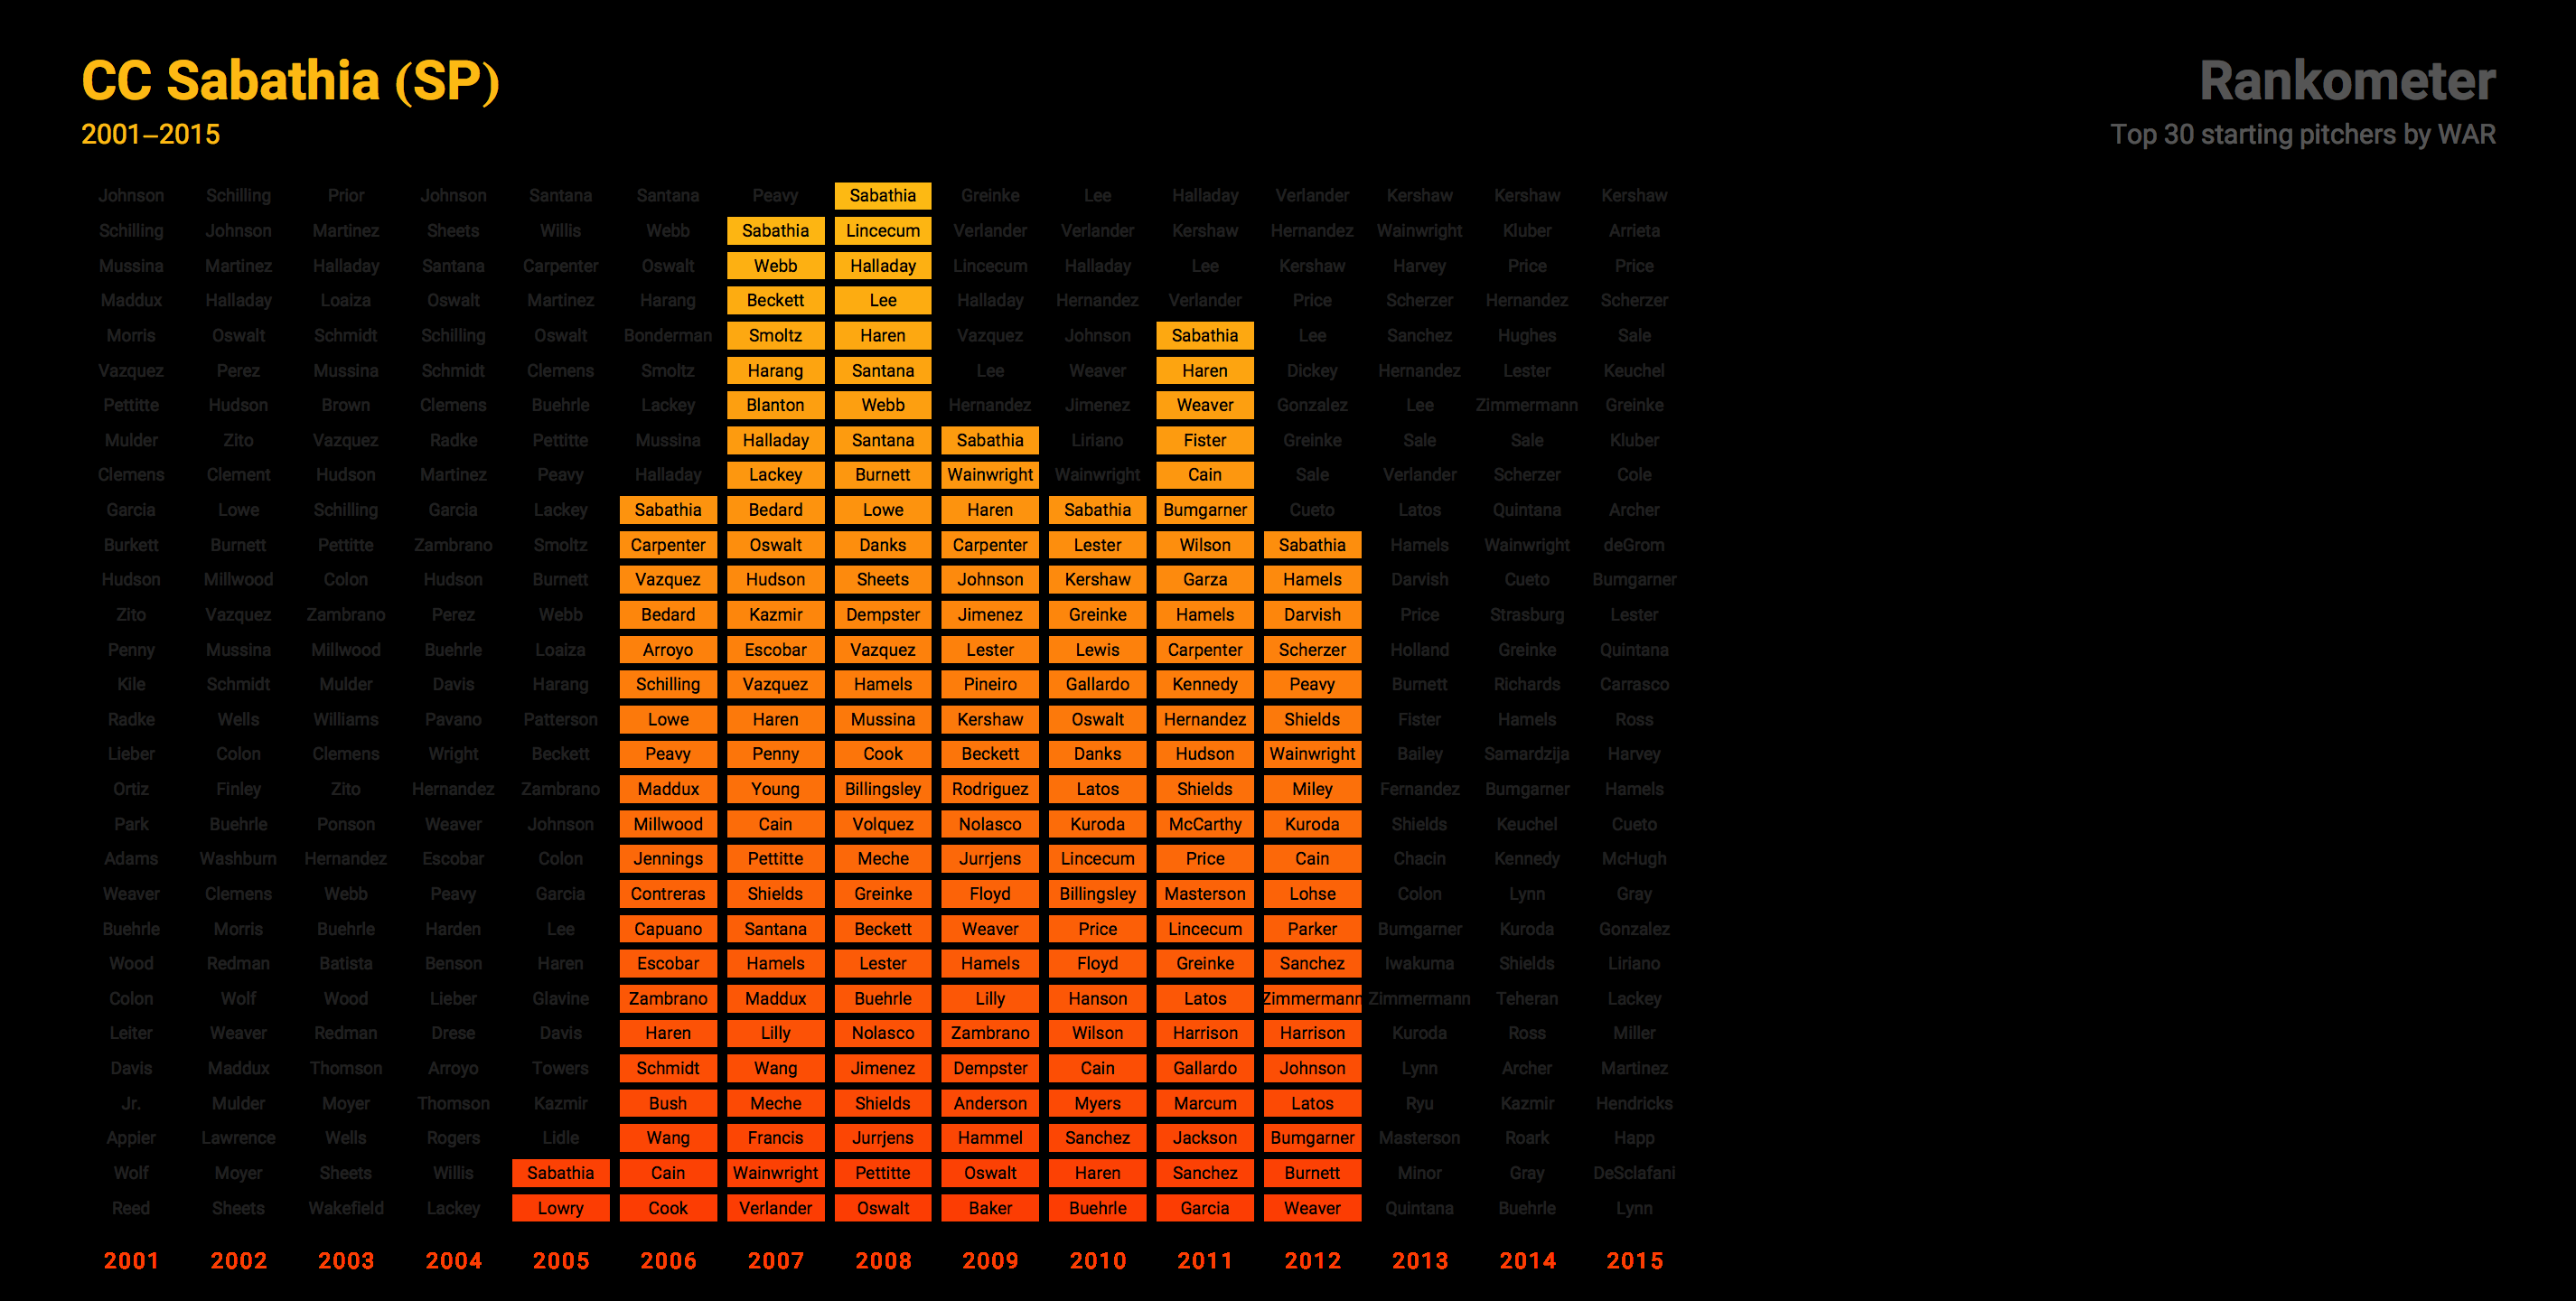 CC Sabathia (SP)
Rankometer
2001–2015
Top 30 starting pitchers by WAR
Johnson Schilling Prior Johnson Santana Santana Peavy Sabathia Greinke Lee Halladay Verlander Kershaw Kershaw Kershaw
Schilling Johnson Martinez Sheets Willis Webb Sabathia Lincecum Verlander Verlander Kershaw Hernandez Wainwright Kluber Arrieta
Mussina Martinez Halladay Santana Carpenter Oswalt Webb Halladay Lincecum Halladay Lee Kershaw Harvey Price Price
Maddux Halladay Loaiza Oswalt Martinez Harang Beckett Lee Halladay Hernandez Verlander Price Scherzer Hernandez Scherzer
Morris Oswalt Schmidt Schilling Oswalt Bonderman Smoltz Haren Vazquez Johnson Sabathia Lee Sanchez Hughes Sale
Vazquez Perez Mussina Schmidt Clemens Smoltz Harang Santana Lee Weaver Haren Dickey Hernandez Lester Keuchel
Pettitte Hudson Brown Clemens Buehrle Lackey Blanton Webb Hernandez Jimenez Weaver Gonzalez Lee Zimmermann Greinke
Mulder Zito Vazquez Radke Pettitte Mussina Halladay Santana Sabathia Liriano Fister Greinke Sale Sale Kluber
Clemens Clement Hudson Martinez Peavy Halladay Lackey Burnett Wainwright Wainwright Cain Sale Verlander Scherzer Cole
Garcia Lowe Schilling Garcia Lackey Sabathia Bedard Lowe Haren Sabathia Bumgarner Cueto Latos Quintana Archer
Burkett Burnett Pettitte Zambrano Smoltz Carpenter Oswalt Danks Carpenter Lester Wilson Sabathia Hamels Wainwright deGrom
Hudson Millwood Colon Hudson Burnett Vazquez Hudson Sheets Johnson Kershaw Garza Hamels Darvish Cueto Bumgarner
Zito Vazquez Zambrano Perez Webb Bedard Kazmir Dempster Jimenez Greinke Hamels Darvish Price Strasburg Lester
Penny Mussina Millwood Buehrle Loaiza Arroyo Escobar Vazquez Lester Lewis Carpenter Scherzer Holland Greinke Quintana
Kile Schmidt Mulder Davis Harang Schilling Vazquez Hamels Pineiro Gallardo Kennedy Peavy Burnett Richards Carrasco
Radke Wells Williams Pavano Patterson Lowe Haren Mussina Kershaw Oswalt Hernandez Shields Fister Hamels Ross
Lieber Colon Clemens Wright Beckett Peavy Penny Cook Beckett Danks Hudson Wainwright Bailey Samardzija Harvey
Ortiz Finley Zito Hernandez Zambrano Maddux Young Billingsley Rodriguez Latos Shields Miley Fernandez Bumgarner Hamels
Park Buehrle Ponson Weaver Johnson Millwood Cain Volquez Nolasco Kuroda McCarthy Kuroda Shields Keuchel Cueto
Adams Washburn Hernandez Escobar Colon Jennings Pettitte Meche Jurrjens Lincecum Price Cain Chacin Kennedy McHugh
Weaver Clemens Webb Peavy Garcia Contreras Shields Greinke Floyd Billingsley Masterson Lohse Colon Lynn Gray
Buehrle Morris Buehrle Harden Lee Capuano Santana Beckett Weaver Price Lincecum Parker Bumgarner Kuroda Gonzalez
Wood Redman Batista Benson Haren Escobar Hamels Lester Hamels Floyd Greinke Sanchez Iwakuma Shields Liriano
Colon Wolf Wood Lieber Glavine Zambrano Maddux Buehrle Lilly Hanson Latos Zimmermann Zimmermann Teheran Lackey
Leiter Weaver Redman Drese Davis Haren Lilly Nolasco Zambrano Wilson Harrison Harrison Kuroda Ross Miller
Davis Maddux Thomson Arroyo Towers Schmidt Wang Jimenez Dempster Cain Gallardo Johnson Lynn Archer Martinez
Jr. Mulder Moyer Thomson Kazmir Bush Meche Shields Anderson Myers Marcum Latos Ryu Kazmir Hendricks
Appler Lawrence Wells Rogers Lidle Wang Francis Jurrjens Hammel Sanchez Jackson Bumgarner Masterson Roark Happ
Wolf Moyer Sheets Willis Sabathia Cain Wainwright Pettitte Oswalt Haren Sanchez Burnett Minor Gray DeSclafani
Reed Sheets Wakefield Lackey Lowry Cook Verlander Oswalt Baker Buehrle Garcia Weaver Quintana Buehrle Lynn
2001 2002 2003 2004 2005 2006 2007 2008 2009 2010 2011 2012 2013 2014 2015